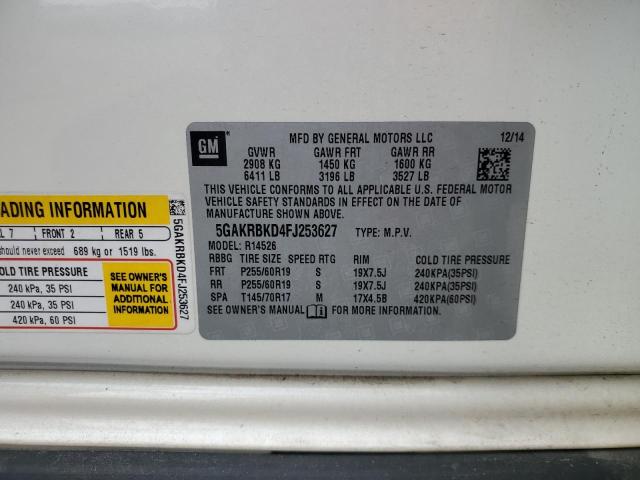 GM
MFD BY GENERAL MOTORS LLC 12/14
GVWR GAWR FRT GAWR RR
2908 KG 1450 KG 1600 KG
6411 LB 3196 LB 3527 LB
THIS VEHICLE CONFORMS TO ALL APPLICABLE U.S. FEDERAL MOTOR
VEHICLE SAFETY STANDARDS IN EFFECT ON THE DATE OF
MANUFACTURE SHOWN ABOVE.
5GAKRBKD4FJ253627 TYPE: M.P.V.
MODEL: R14526
RBBG TIRE SIZE SPEED RTG RIM COLD TIRE PRESSURE
FRT P255/60R19 S 19X7.5J 240KPA(35PSI)
RR P255/60R19 S 19X7.5J 240KPA(35PSI)
SPA T145/70R17 M 17X4.5B 420KPA(60PSI)
SEE OWNER'S MANUAL FOR MORE INFORMATION.
ADING INFORMATION
L 7 FRONT 2 REAR 5
should never exceed 689 kg or 1519 lbs.
COLD TIRE PRESSURE
240 kPa, 35 PSI
240 kPa, 35 PSI
420 kPa, 60 PSI
SEE OWNER'S
MANUAL FOR
ADDITIONAL
INFORMATION
5GAKRBKD4FJ253627